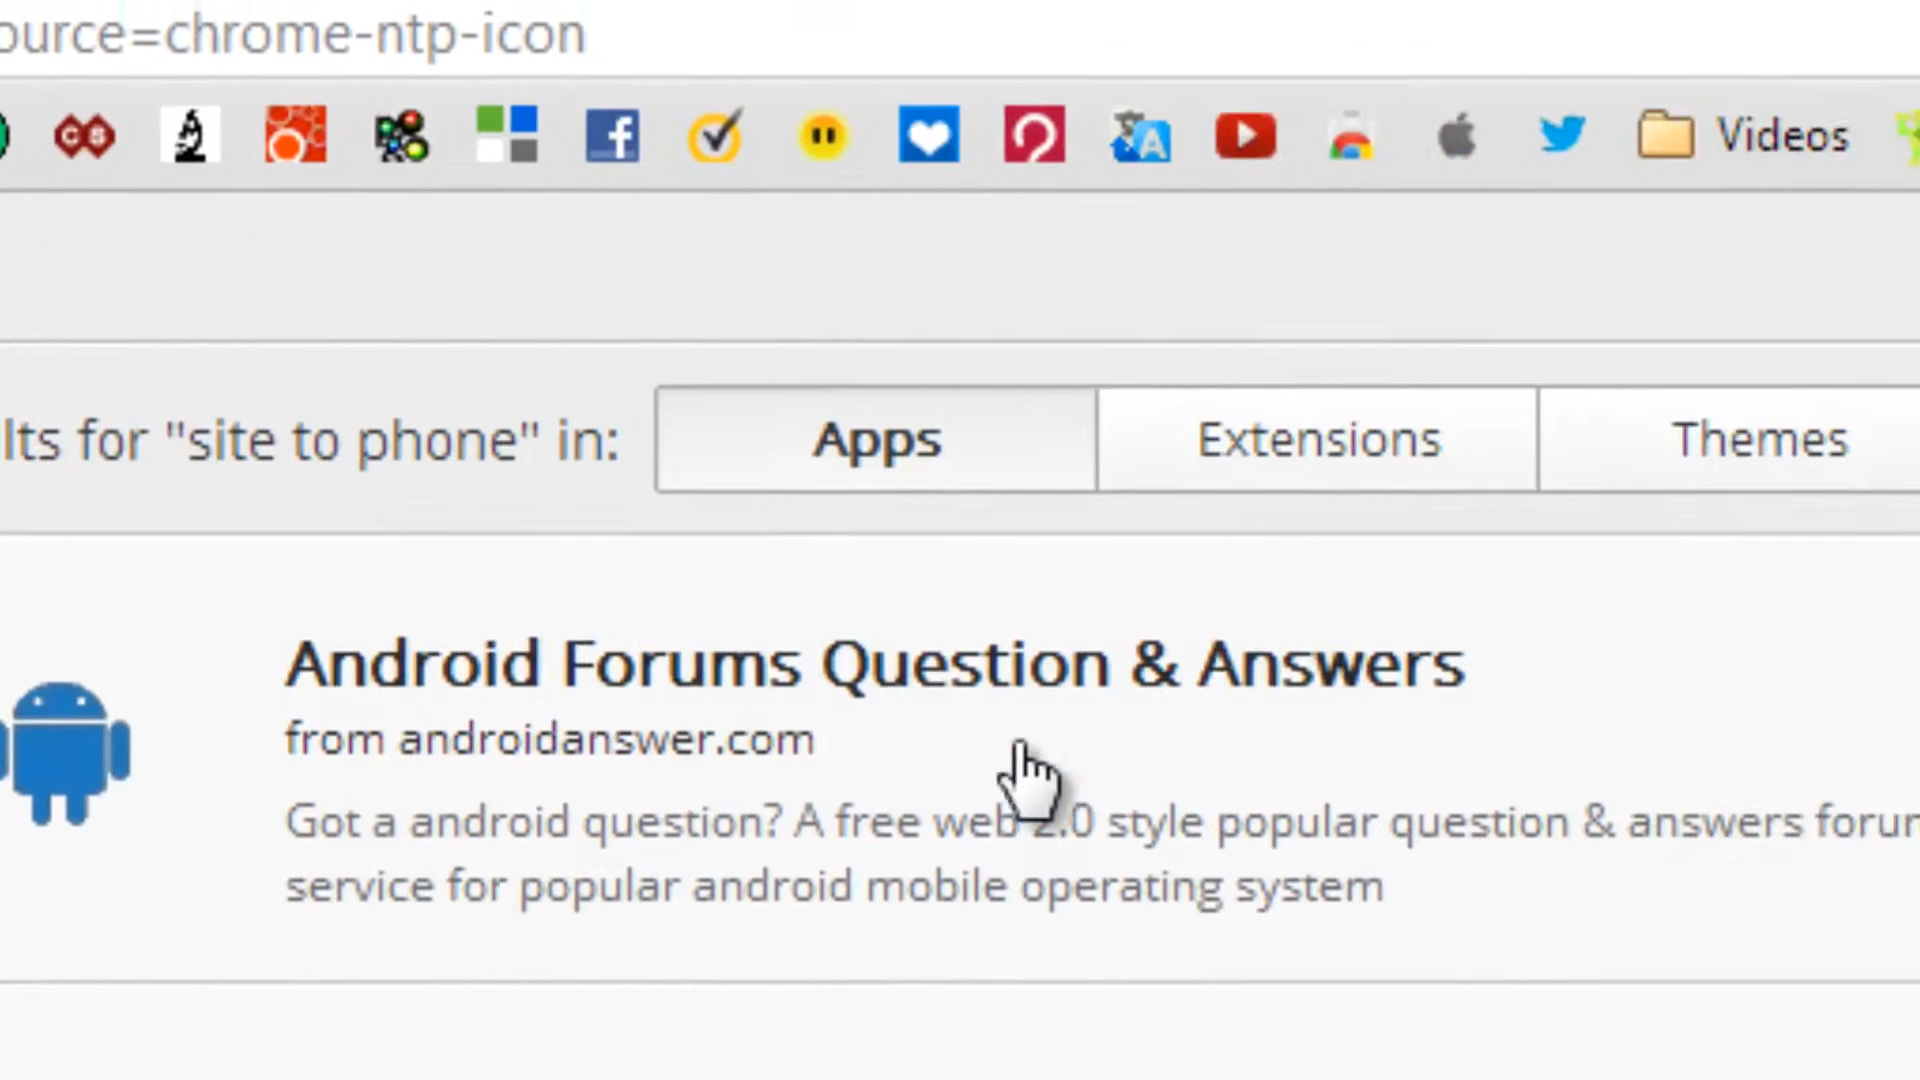 ource=chrome-ntp-icon
CS Videos
lts for "site to phone" in: Apps Extensions Themes
Android Forums Question & Answers
from androidanswer.com
Got a android question? A free web 2.0 style popular question & answers forum
service for popular android mobile operating system